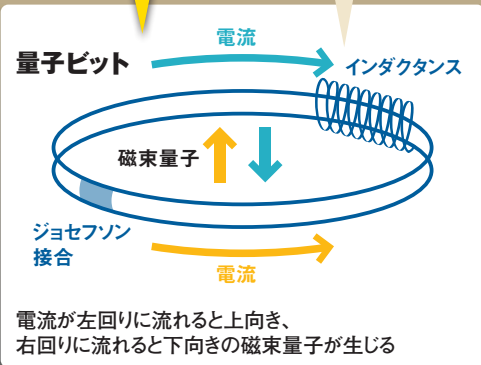 電流
量子ビット
インダクタンス
磁束量子
ジョセフソン
接合
電流
電流が左回りに流れると上向き、
右回りに流れると下向きの磁束量子が生じる